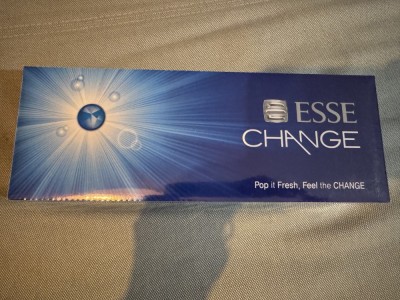 ESSE
CHANGE
Pop it Fresh, Feel the CHANGE